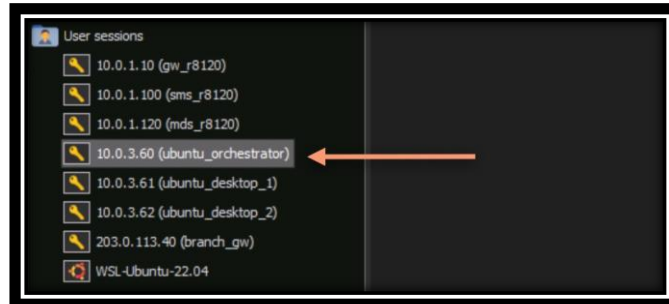 User sessions
10.0.1.10 (gw_r8120)
10.0.1.100 (sms_r8120)
10.0.1.120 (mds_r8120)
10.0.3.60 (ubuntu_orchestrator)
10.0.3.61 (ubuntu_desktop_1)
10.0.3.62 (ubuntu_desktop_2)
203.0.113.40 (branch_gw)
WSL-Ubuntu-22.04